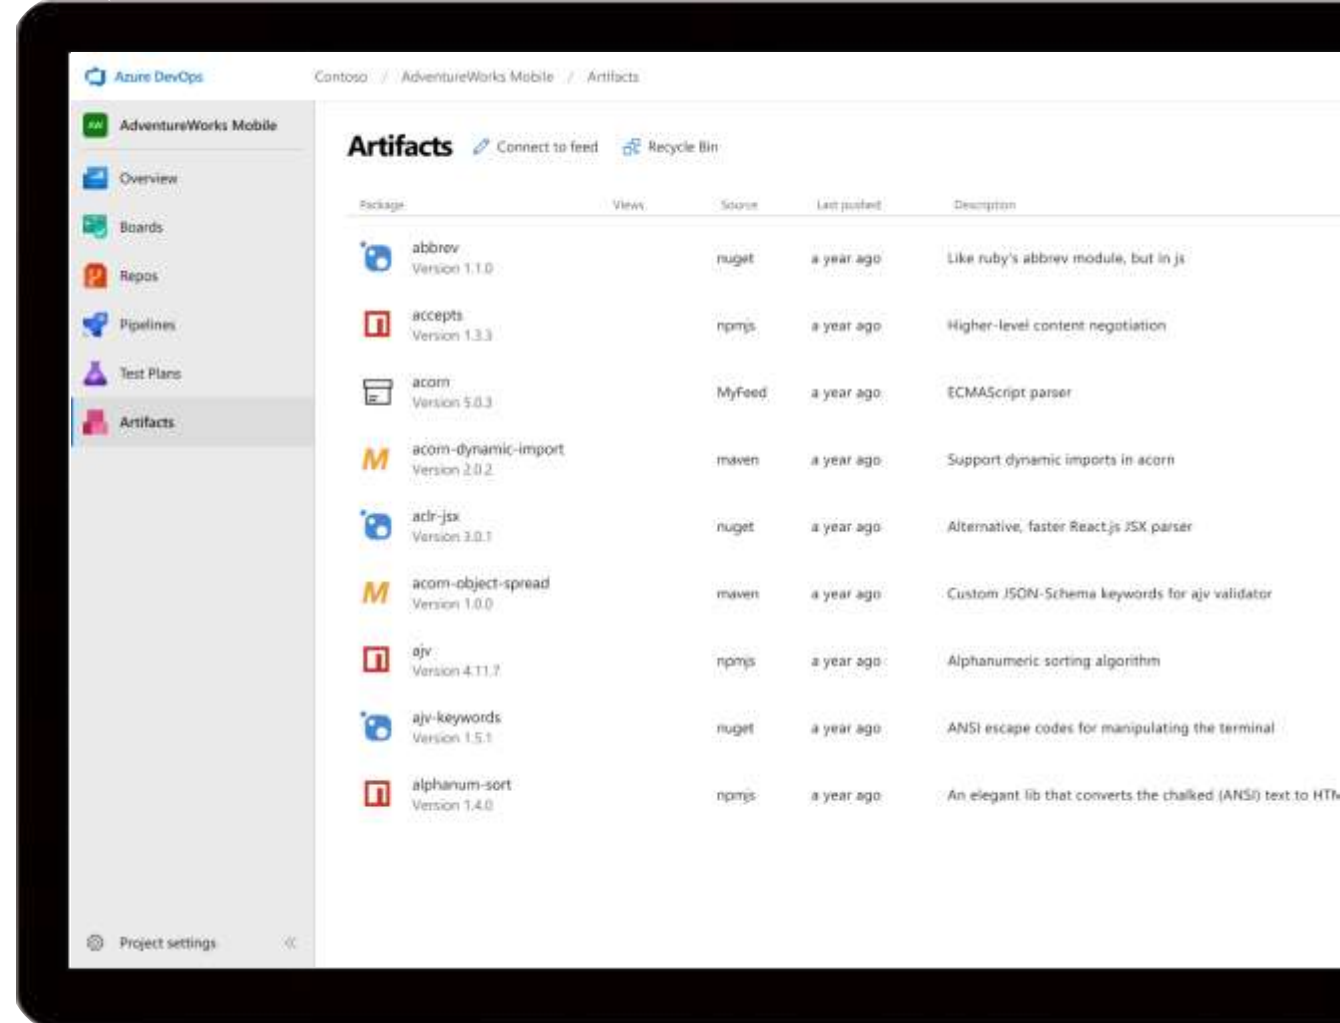 Azure DevOps
Contoso / AdventureWorks Mobile / Artifacts
AW
AdventureWorks Mobile
Overview
Boards
Repos
Pipelines
Test Plans
Artifacts
Project settings
Artifacts Connect to feed Recycle Bin
Package Views Source Last pushed Description
abbrev
Version 1.1.0
nuget a year ago Like ruby's abbrev module, but in js
accepts
Version 1.3.3
npmjs a year ago Higher-level content negotiation
acorn
Version 5.0.3
MyFeed a year ago ECMAScript parser
acorn-dynamic-import
Version 2.0.2
maven a year ago Support dynamic imports in acorn
aclr-jsx
Version 3.0.1
nuget a year ago Alternative, faster React.js JSX parser
acorn-object-spread
Version 1.0.0
maven a year ago Custom JSON-Schema keywords for ajv validator
ajv
Version 4.11.7
npmjs a year ago Alphanumeric sorting algorithm
ajv-keywords
Version 1.5.1
nuget a year ago ANSI escape codes for manipulating the terminal
alphanum-sort
Version 1.4.0
npmjs a year ago An elegant lib that converts the chalked (ANSI) text to